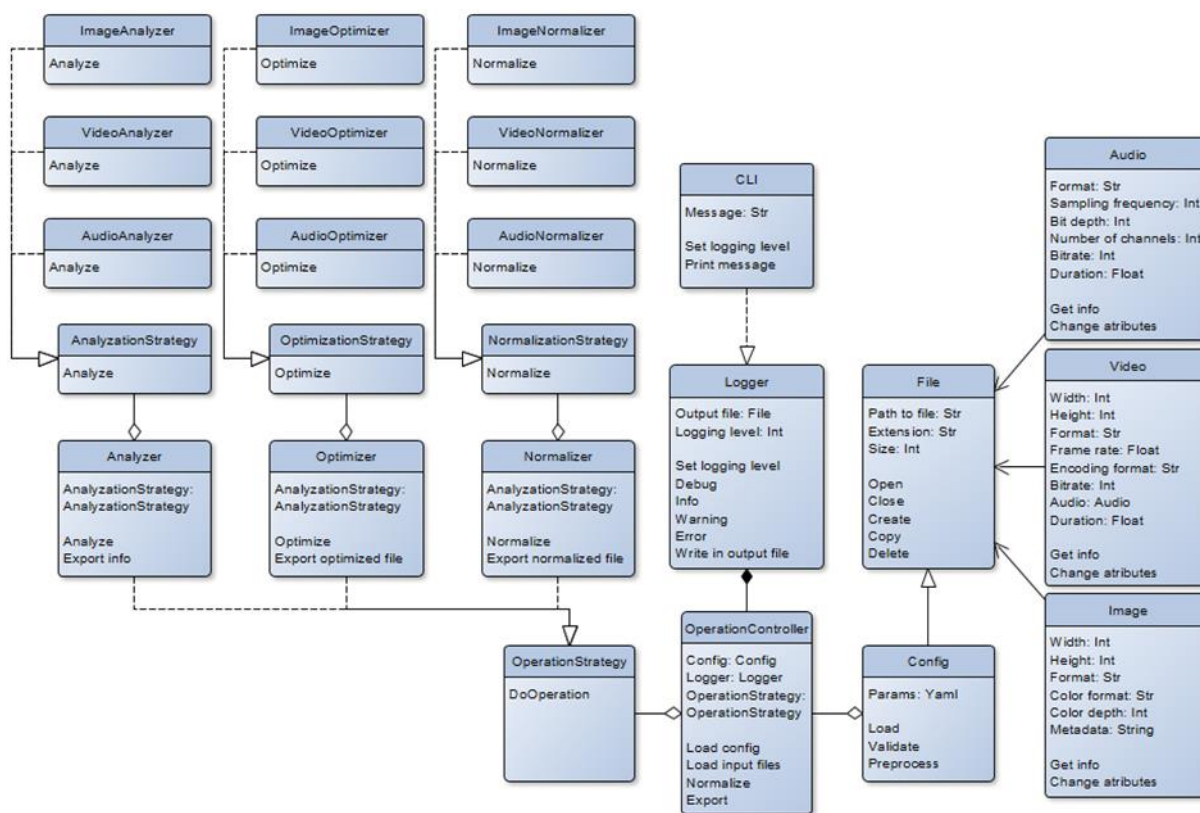 ImageAnalyzer
Analyze
ImageOptimizer
Optimize
ImageNormalizer
Normalize
VideoAnalyzer
Analyze
VideoOptimizer
Optimize
VideoNormalizer
Normalize
AudioAnalyzer
Analyze
AudioOptimizer
Optimize
AudioNormalizer
Normalize
AnalyzationStrategy
Analyze
OptimizationStrategy
Optimize
NormalizationStrategy
Normalize
Analyzer
AnalyzationStrategy:
AnalyzationStrategy
Analyze
Export info
Optimizer
AnalyzationStrategy:
AnalyzationStrategy
Optimize
Export optimized file
Normalizer
AnalyzationStrategy:
AnalyzationStrategy
Normalize
Export normalized file
CLI
Message: Str
Set logging level
Print message
Logger
Output file: File
Logging level: Int
Set logging level
Debug
Info
Warning
Error
Write in output file
File
Path to file: Str
Extension: Str
Size: Int
Open
Close
Create
Copy
Delete
Audio
Format: Str
Sampling frequency: Int
Bit depth: Int
Number of channels: Int
Bitrate: Int
Duration: Float
Get info
Change atributes
Video
Width: Int
Height: Int
Format: Str
Frame rate: Float
Encoding format: Str
Bitrate: Int
Audio: Audio
Duration: Float
Get info
Change atributes
Image
Width: Int
Height: Int
Format: Str
Color format: Str
Color depth: Int
Metadata: String
Get info
Change atributes
OperationStrategy
DoOperation
OperationController
Config: Config
Logger: Logger
OperationStrategy:
OperationStrategy
Load config
Load input files
Normalize
Export
Config
Params: Yaml
Load
Validate
Preprocess